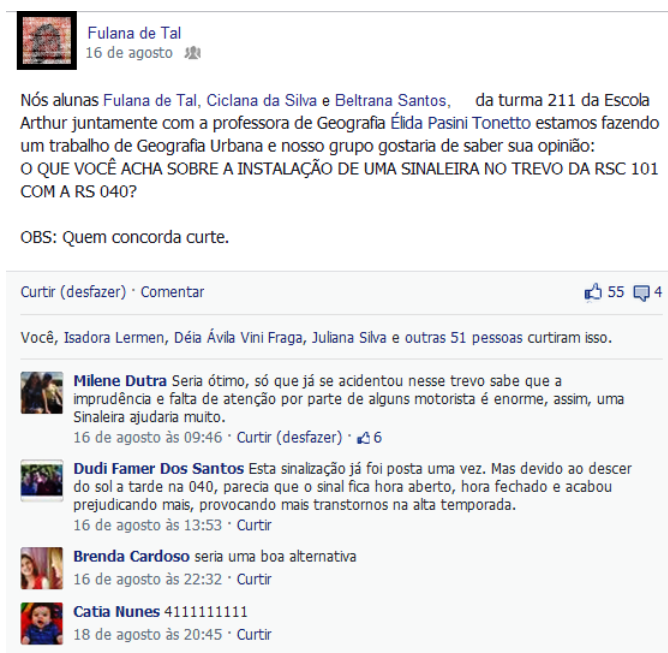 Fulana de Tal
16 de agosto
Nós alunas Fulana de Tal, Ciclana da Silva e Beltrana Santos, da turma 211 da Escola
Arthur juntamente com a professora de Geografia Élida Pasini Tonetto estamos fazendo
um trabalho de Geografia Urbana e nosso grupo gostaria de saber sua opinião:
O QUE VOCÊ ACHA SOBRE A INSTALAÇÃO DE UMA SINALEIRA NO TREVO DA RSC 101
COM A RS 040?
OBS: Quem concorda curte.
Curtir (desfazer) · Comentar 55 4
Você, Isadora Lermen, Déia Ávila Vini Fraga, Juliana Silva e outras 51 pessoas curtiram isso.
Milene Dutra Seria ótimo, só que já se acidentou nesse trevo sabe que a
imprudência e falta de atenção por parte de alguns motorista é enorme, assim, uma
Sinaleira ajudaria muito.
16 de agosto às 09:46 · Curtir (desfazer) · 6
Dudi Famer Dos Santos Esta sinalização já foi posta uma vez. Mas devido ao descer
do sol a tarde na 040, parecia que o sinal fica hora aberto, hora fechado e acabou
prejudicando mais, provocando mais transtornos na alta temporada.
16 de agosto às 13:53 · Curtir
Brenda Cardoso seria uma boa alternativa
16 de agosto às 22:32 · Curtir
Catia Nunes 4111111111
18 de agosto às 20:45 · Curtir